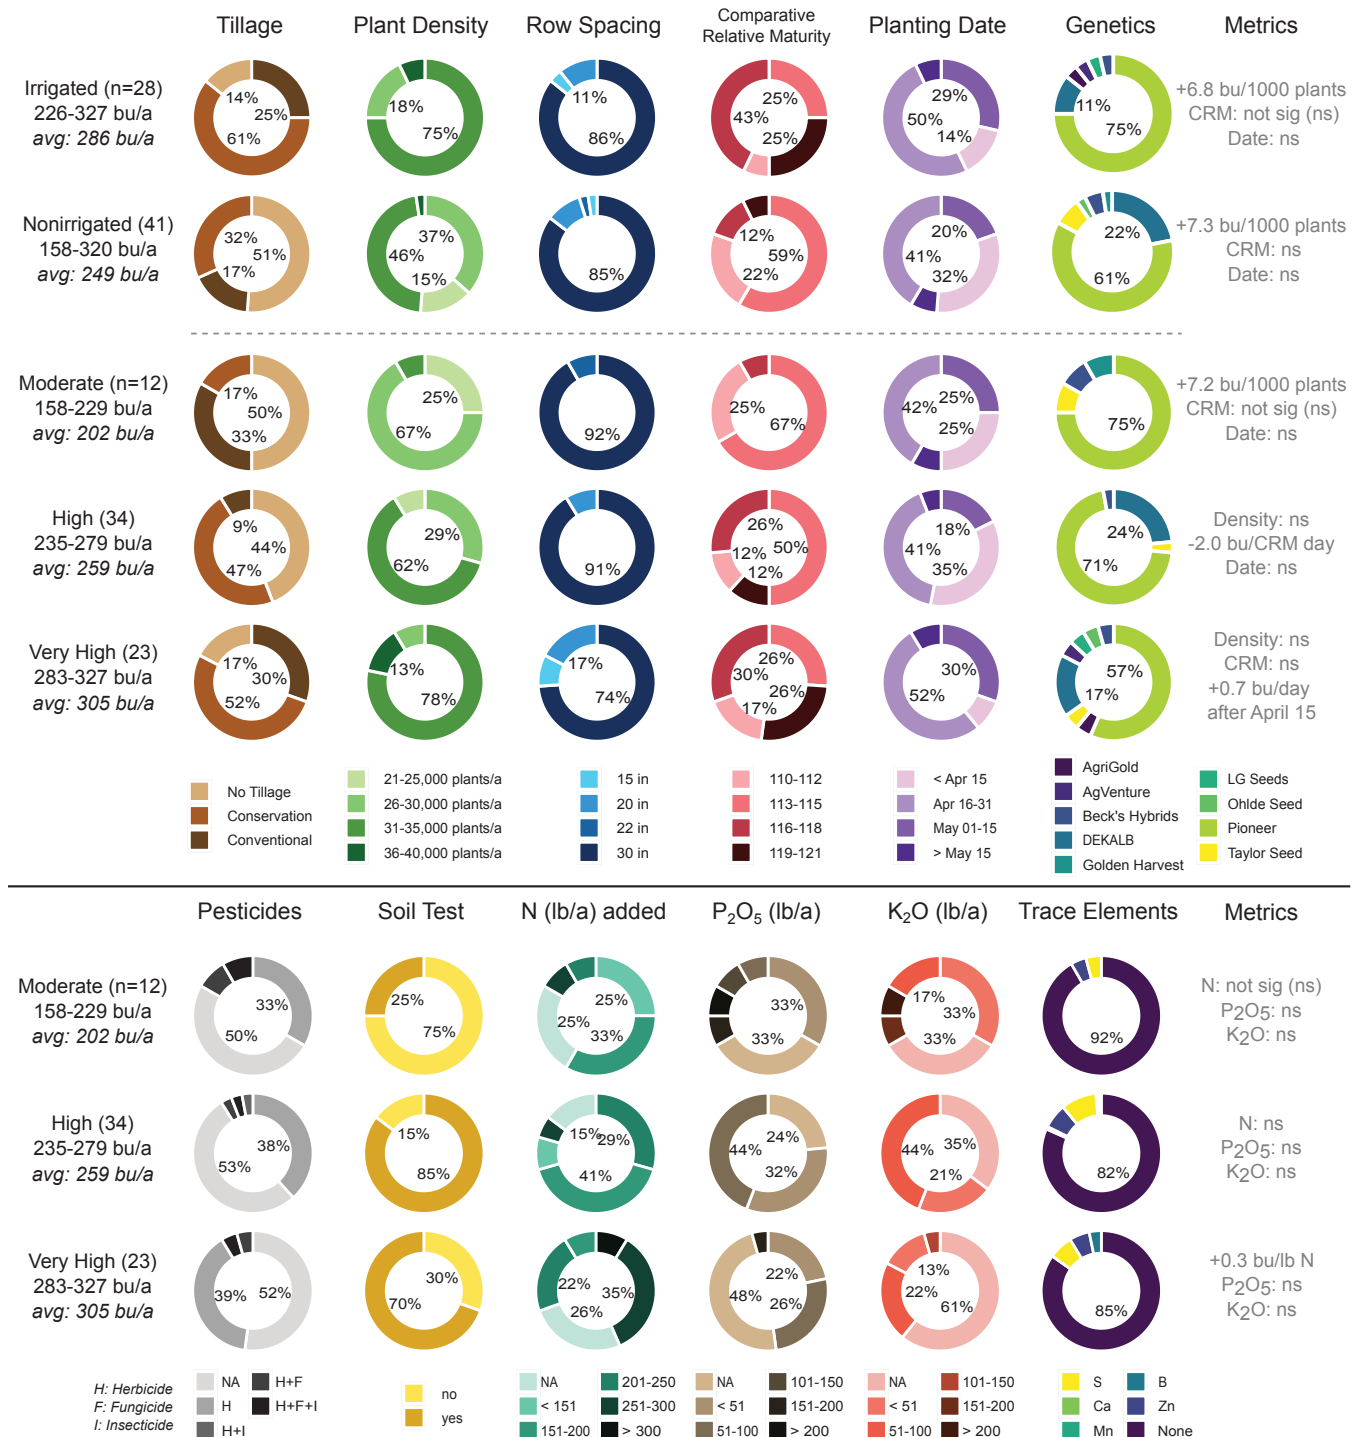 Tillage
Plant Density
Row Spacing
Comparative
Relative Maturity
Planting Date
Genetics
Metrics
Irrigated (n=28)
226-327 bu/a
avg: 286 bu/a
14%
25%
61%
18%
75%
11%
86%
25%
43%
25%
29%
50%
14%
11%
75%
+6.8 bu/1000 plants
CRM: not sig (ns)
Date: ns
Nonirrigated (41)
158-320 bu/a
avg: 249 bu/a
32%
51%
17%
37%
46%
15%
85%
12%
59%
22%
20%
41%
32%
22%
61%
+7.3 bu/1000 plants
CRM: ns
Date: ns
Moderate (n=12)
158-229 bu/a
avg: 202 bu/a
17%
50%
33%
25%
67%
92%
25%
67%
42%
25%
25%
75%
+7.2 bu/1000 plants
CRM: not sig (ns)
Date: ns
High (34)
235-279 bu/a
avg: 259 bu/a
9%
44%
47%
29%
62%
91%
26%
50%
12%
12%
18%
41%
35%
24%
71%
Density: ns
-2.0 bu/CRM day
Date: ns
Very High (23)
283-327 bu/a
avg: 305 bu/a
17%
30%
52%
13%
78%
17%
74%
26%
30%
26%
17%
30%
52%
57%
17%
Density: ns
CRM: ns
+0.7 bu/day
after April 15
No Tillage
Conservation
Conventional
21-25,000 plants/a
26-30,000 plants/a
31-35,000 plants/a
36-40,000 plants/a
15 in
20 in
22 in
30 in
110-112
113-115
116-118
119-121
< Apr 15
Apr 16-31
May 01-15
> May 15
AgriGold
AgVenture
Beck's Hybrids
DEKALB
Golden Harvest
LG Seeds
Ohlde Seed
Pioneer
Taylor Seed
Pesticides
Soil Test
N (lb/a) added
P₂O₅ (lb/a)
K₂O (lb/a)
Trace Elements
Metrics
Moderate (n=12)
158-229 bu/a
avg: 202 bu/a
33%
50%
25%
75%
25%
25%
33%
33%
33%
17%
33%
33%
92%
N: not sig (ns)
P₂O₅: ns
K₂O: ns
High (34)
235-279 bu/a
avg: 259 bu/a
38%
53%
15%
85%
15%
29%
41%
24%
44%
32%
44%
35%
21%
82%
N: ns
P₂O₅: ns
K₂O: ns
Very High (23)
283-327 bu/a
avg: 305 bu/a
39%
52%
30%
70%
22%
35%
26%
22%
48%
26%
13%
22%
61%
85%
+0.3 bu/lb N
P₂O₅: ns
K₂O: ns
H: Herbicide
F: Fungicide
I: Insecticide
NA
H
H+I
H+F
H+F+I
no
yes
NA
< 151
151-200
201-250
251-300
> 300
NA
< 51
51-100
101-150
151-200
> 200
NA
< 51
51-100
101-150
151-200
> 200
S
Ca
Mn
B
Zn
None